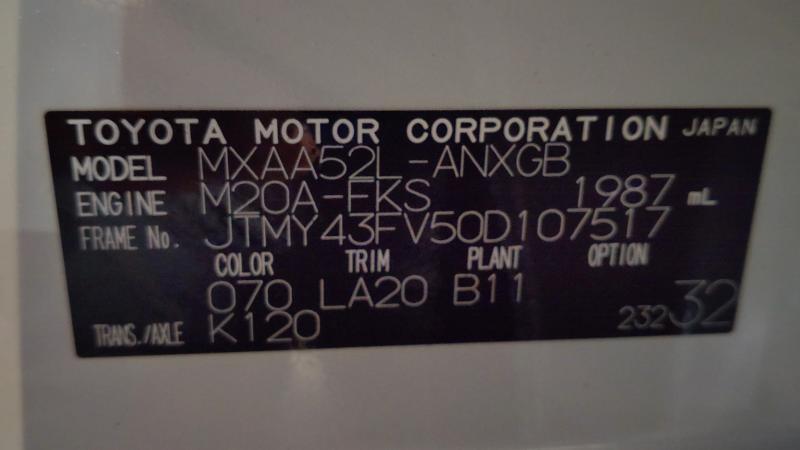 TOYOTA MOTOR CORPORATION JAPAN
MODEL MXAA52L-ANXGB
ENGINE M20A-FKS 1987 mL
FRAME No. JTMY43FV50D107517
COLOR TRIM PLANT OPTION
070 LA20 B11
TRANS./AXLE K120 232 32